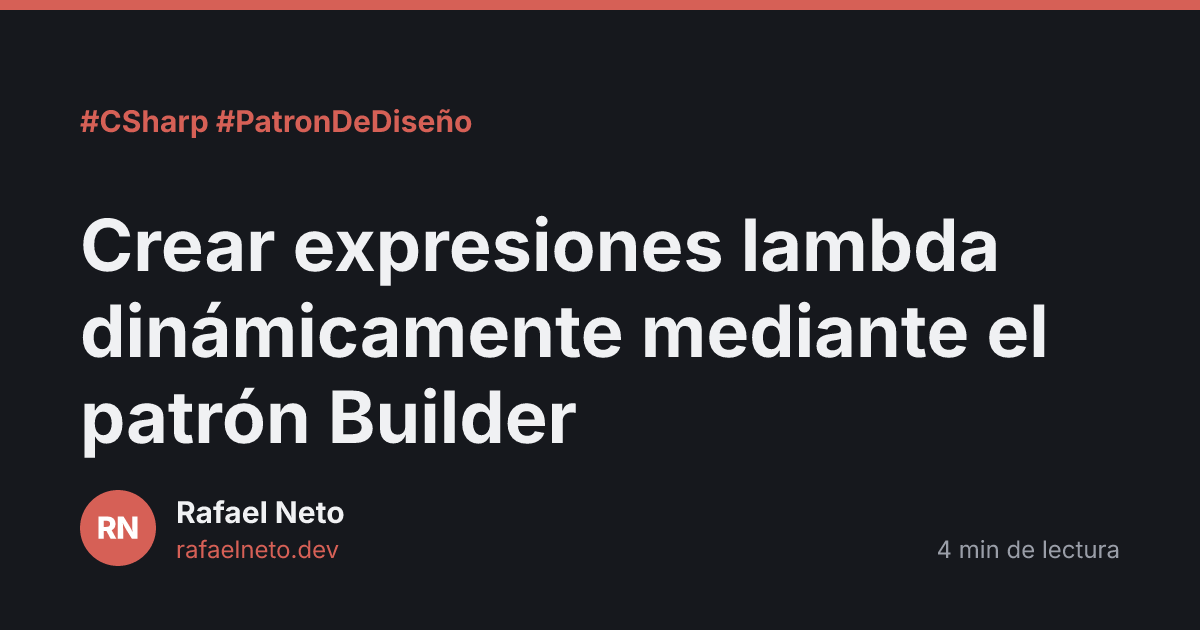 #CSharp #PatronDeDiseño
Crear expresiones lambda
dinámicamente mediante el
patrón Builder
RN
Rafael Neto
rafaelneto.dev
4 min de lectura